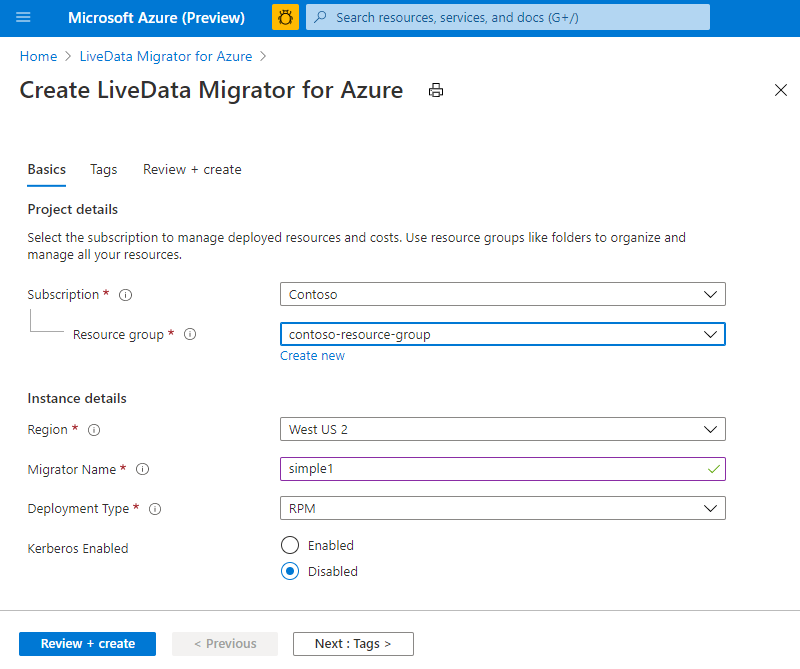 Microsoft Azure (Preview)
Search resources, services, and docs (G+/)
Home > LiveData Migrator for Azure >
Create LiveData Migrator for Azure
Basics Tags Review + create
Project details
Select the subscription to manage deployed resources and costs. Use resource groups like folders to organize and
manage all your resources.
Subscription * Contoso
Resource group * contoso-resource-group
Create new
Instance details
Region * West US 2
Migrator Name * simple1
Deployment Type * RPM
Kerberos Enabled
Enabled
Disabled
Review + create < Previous Next : Tags >